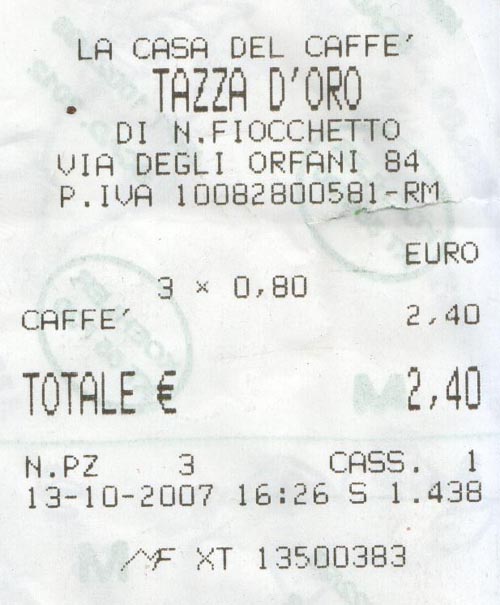 LA CASA DEL CAFFE'
TAZZA D'ORO
DI N.FIOCCHETTO
VIA DEGLI ORFANI 84
P.IVA 10082800581-RM
EURO
3 × 0,80
CAFFE' 2,40
TOTALE € 2,40
N.PZ 3 CASS. 1
13-10-2007 16:26 S 1.438
MF XT 13500383